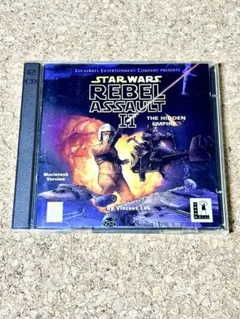 LucasArts Entertainment Company Presents
STAR WARS
REBEL
ASSAULT
II
THE HIDDEN
EMPIRE
Macintosh
Version
By Vincent Lee